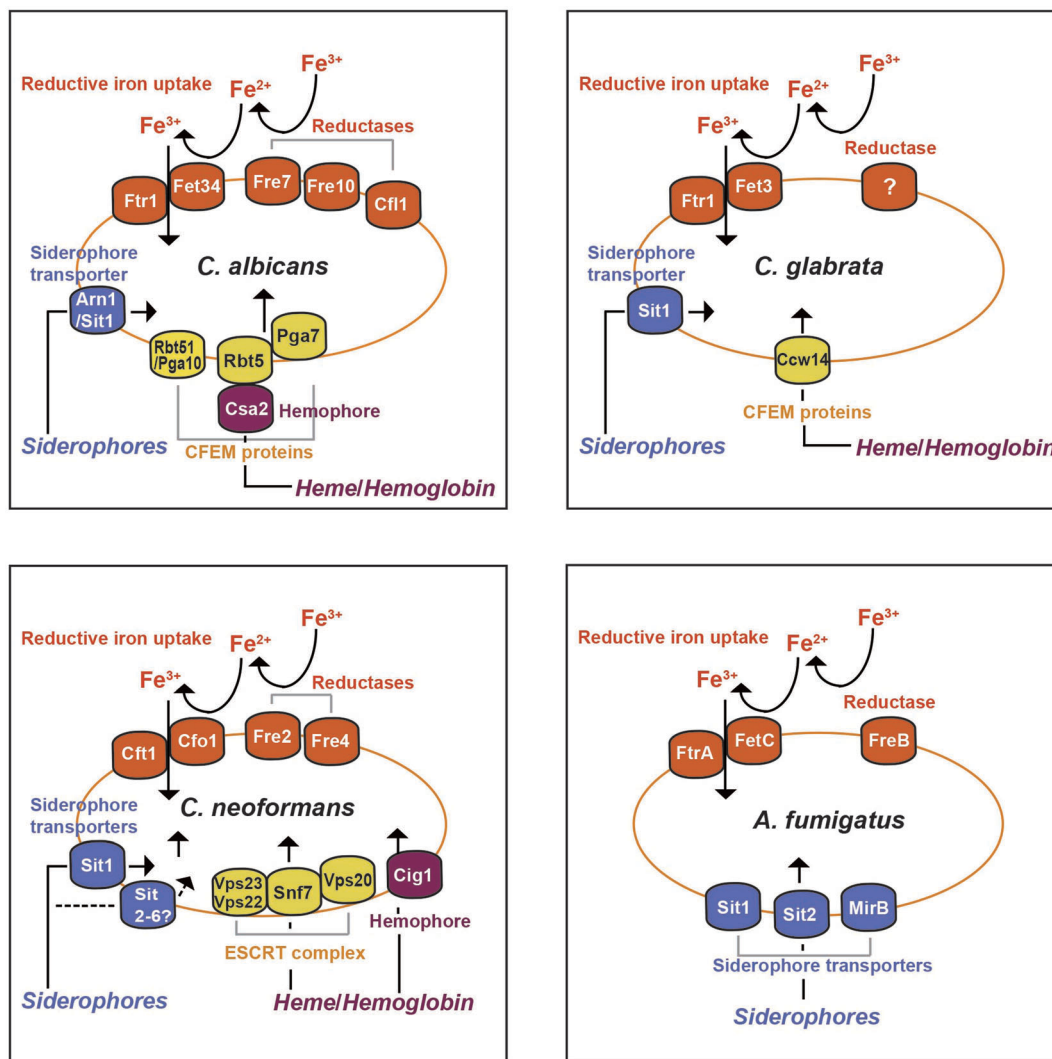 Fe³⁺
Reductive iron uptake
Fe²⁺
Fe³⁺
Reductases
Ftr1
Fet34
Fre7
Fre10
Cfl1
Siderophore
transporter
C. albicans
Arn1
/Sit1
Rbt51
/Pga10
Rbt5
Pga7
Csa2
Hemophore
Siderophores
CFEM proteins
Heme/Hemoglobin
Fe³⁺
Reductive iron uptake
Fe²⁺
Fe³⁺
Reductase
Ftr1
Fet3
?
Siderophore
transporter
C. glabrata
Sit1
Ccw14
CFEM proteins
Siderophores
Heme/Hemoglobin
Fe³⁺
Reductive iron uptake
Fe²⁺
Fe³⁺
Reductases
Cft1
Cfo1
Fre2
Fre4
Siderophore
transporters
C. neoformans
Sit1
Sit
2-6?
Vps23
Vps22
Snf7
Vps20
Cig1
Hemophore
ESCRT complex
Siderophores
Heme/Hemoglobin
Fe³⁺
Reductive iron uptake
Fe²⁺
Fe³⁺
Reductase
FtrA
FetC
FreB
A. fumigatus
Sit1
Sit2
MirB
Siderophore transporters
Siderophores